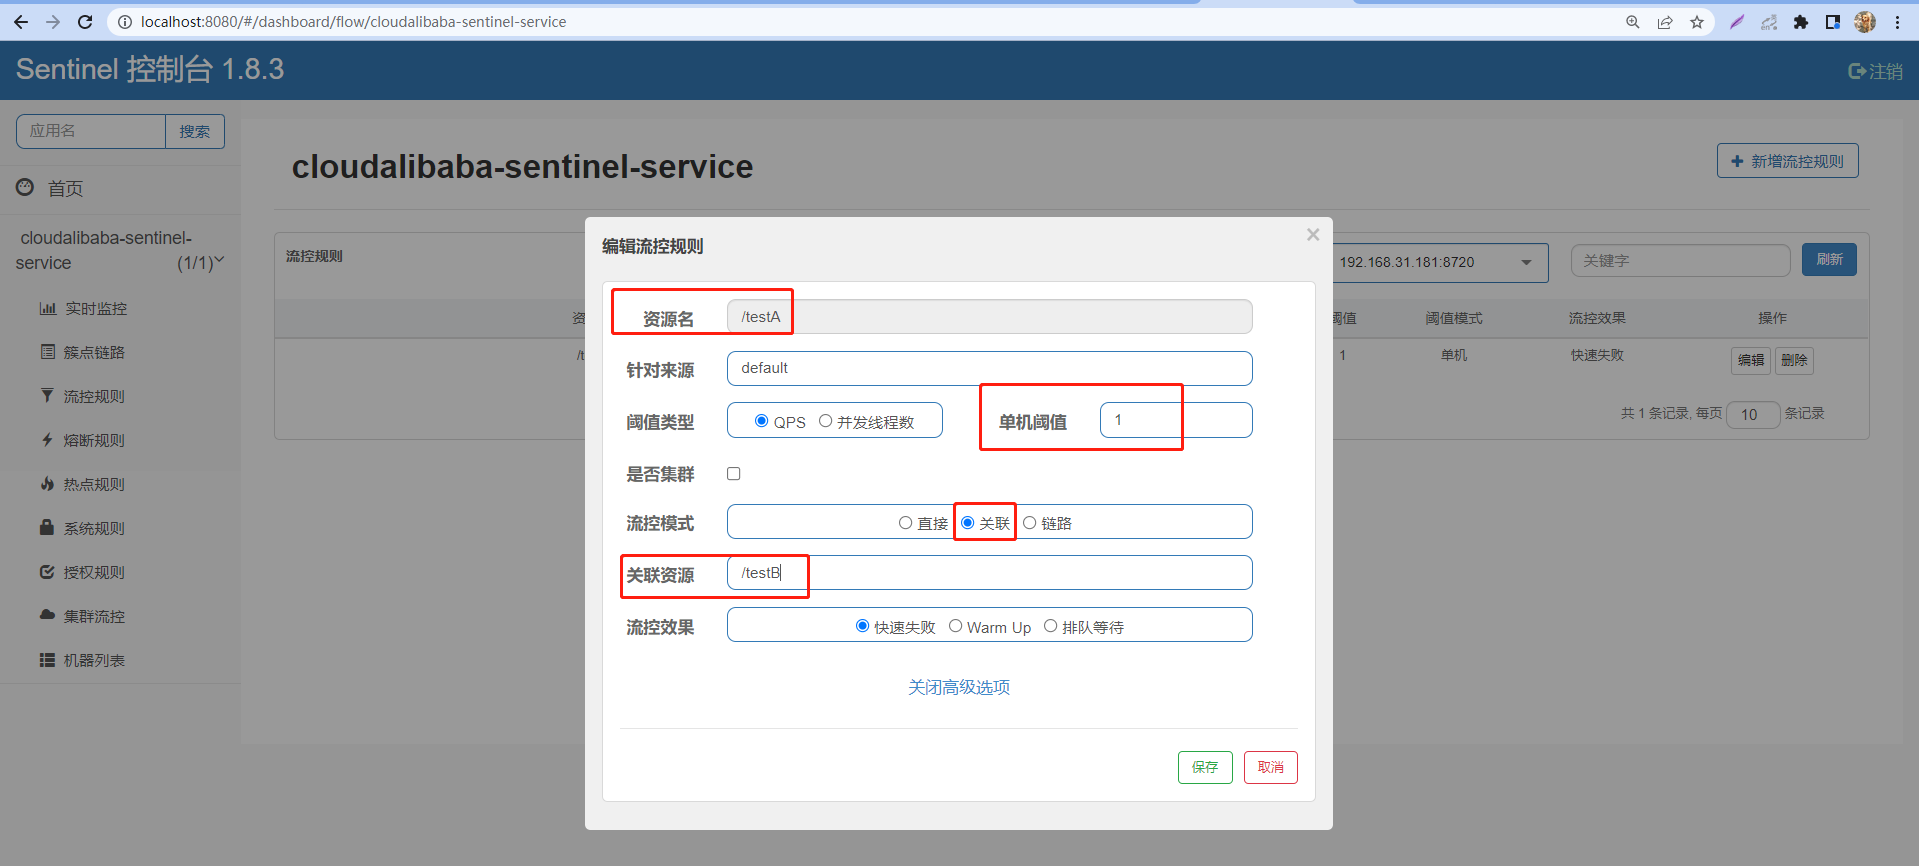 localhost:8080/#/dashboard/flow/cloudalibaba-sentinel-service
Sentinel 控制台 1.8.3
注销
应用名
搜索
首页
cloudalibaba-sentinel-service (1/1)
实时监控
簇点链路
流控规则
熔断规则
热点规则
系统规则
授权规则
集群流控
机器列表
cloudalibaba-sentinel-service
新增流控规则
流控规则
192.168.31.181:8720
关键字
刷新
阈值模式
流控效果
操作
1
单机
快速失败
编辑
删除
共 1 条记录, 每页 10 条记录
编辑流控规则
×
资源名 /testA
针对来源 default
阈值类型 QPS 并发线程数 单机阈值 1
是否集群
流控模式 直接 关联 链路
关联资源 /testB
流控效果 快速失败 Warm Up 排队等待
关闭高级选项
保存
取消